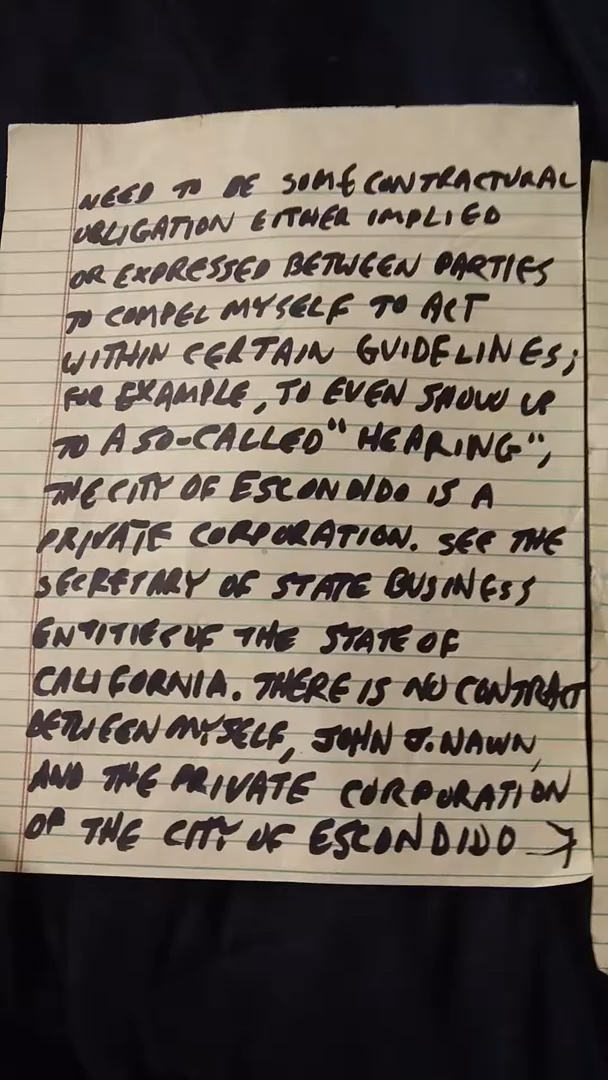 NEED TO BE SOME CONTRACTURAL
OBLIGATION EITHER IMPLIED
OR EXPRESSED BETWEEN PARTIES
TO COMPEL MYSELF TO ACT
WITHIN CERTAIN GUIDELINES;
FOR EXAMPLE, TO EVEN SHOW UP
TO A SO-CALLED "HEARING",
THE CITY OF ESCONDIDO IS A
PRIVATE CORPORATION. SEE THE
SECRETARY OF STATE BUSINESS
ENTITIES OF THE STATE OF
CALIFORNIA. THERE IS NO CONTRACT
BETWEEN MYSELF, JOHN J. NAWN,
AND THE PRIVATE CORPORATION
OF THE CITY OF ESCONDIDO →